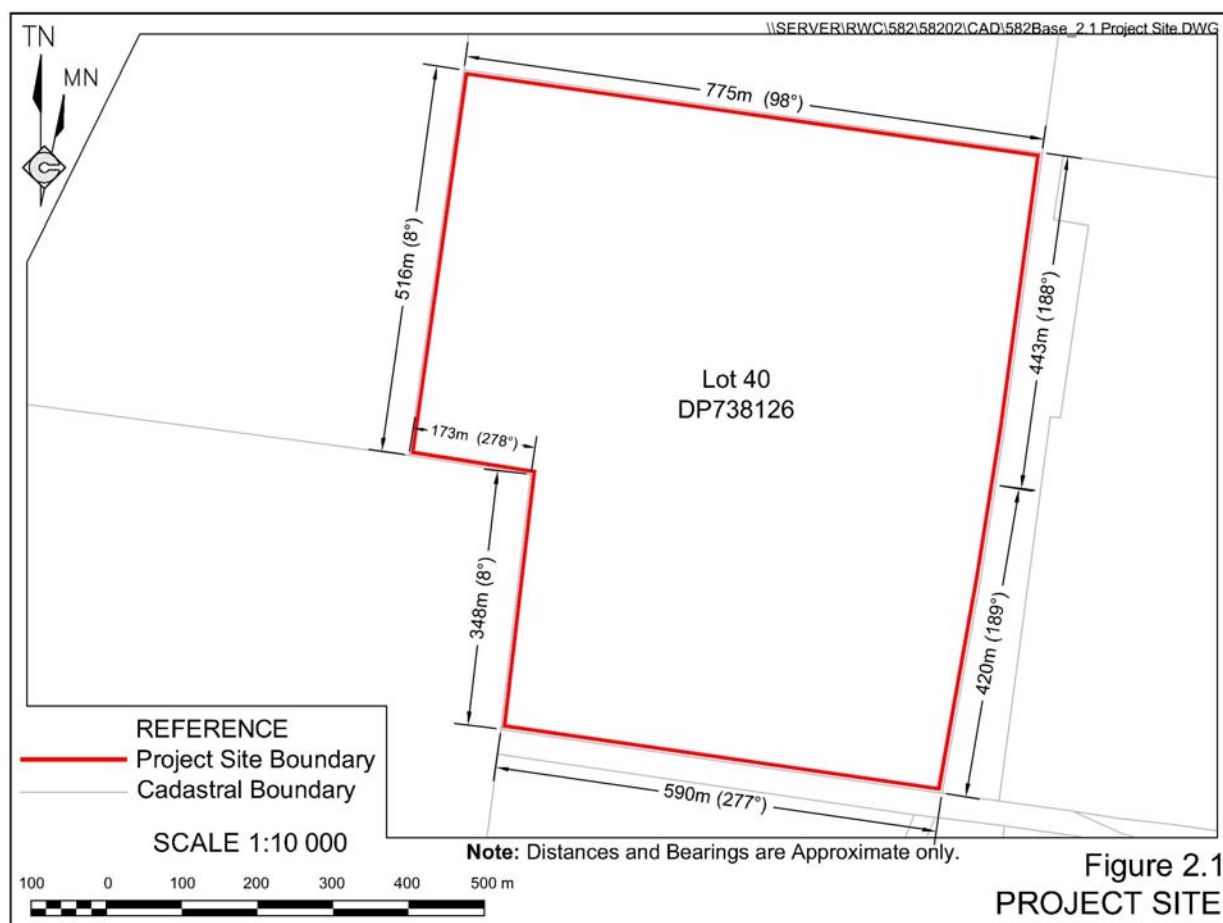 \\SERVER\RWC\582\58202\CAD\582Base_2.1 Project Site.DWG
TN
MN
775m (98°)
516m (8°)
443m (188°)
Lot 40
DP738126
173m (278°)
348m (8°)
420m (189°)
590m (277°)
REFERENCE
Project Site Boundary
Cadastral Boundary
SCALE 1:10 000
Note: Distances and Bearings are Approximate only.
100 0 100 200 300 400 500 m
Figure 2.1
PROJECT SITE